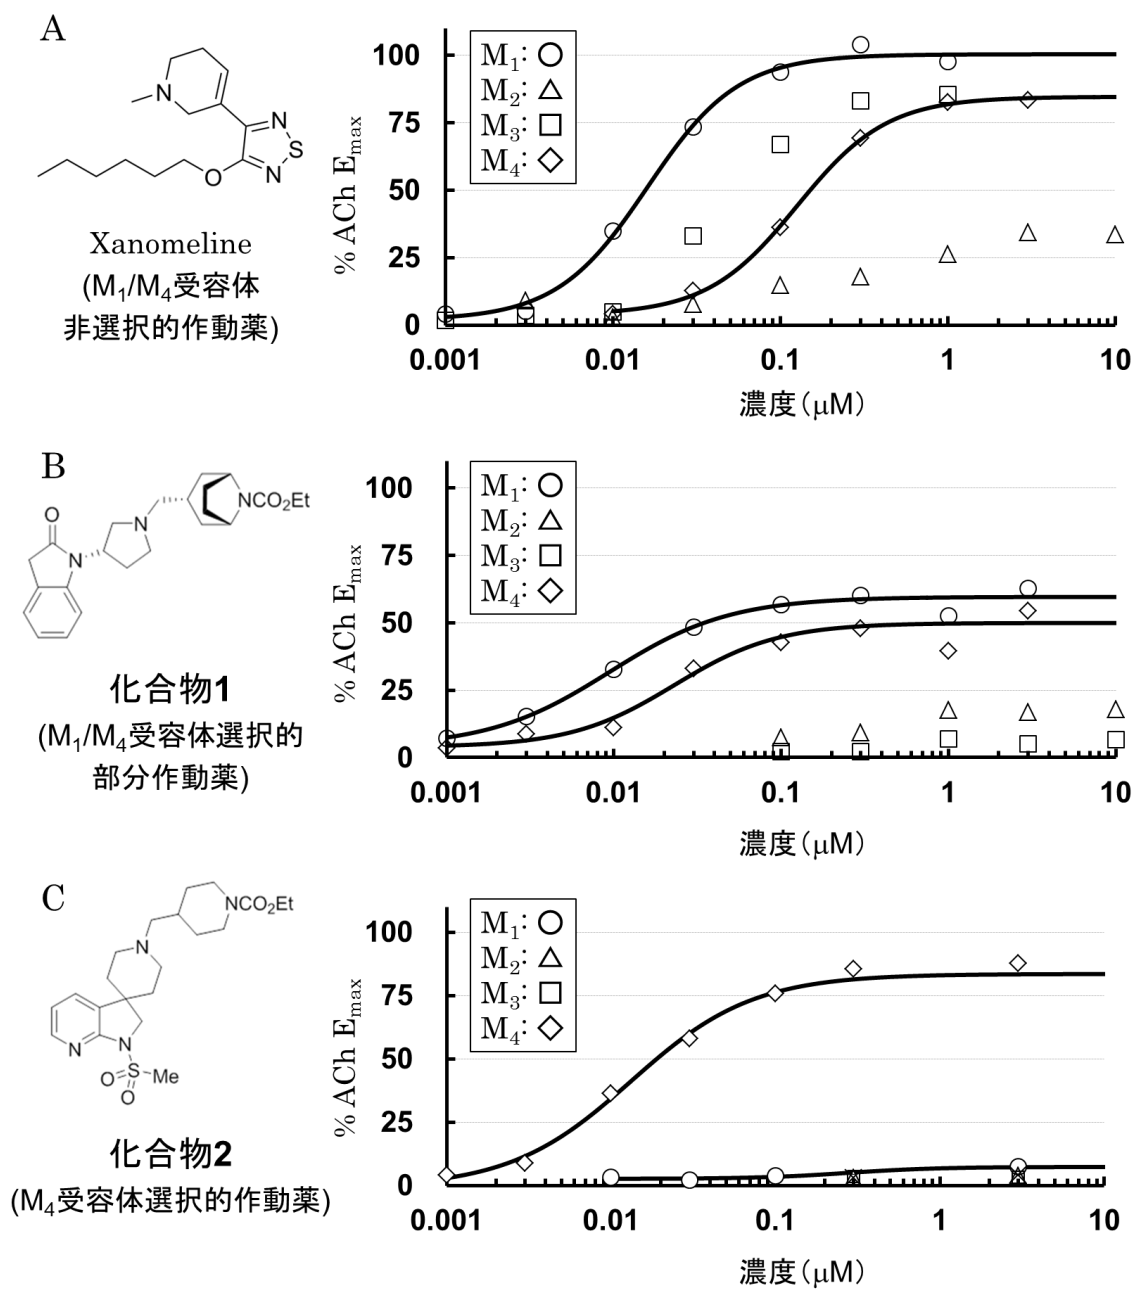 A
N
N
N
S
N
O
Xanomeline
(M₁/M₄受容体
非選択的作動薬)
% ACh Eₘₐₓ
100
75
50
25
0
M₁:
M₂:
M₃:
M₄:
0.001 0.01 0.1 1 10
濃度(μM)
B
O
N
N
NCO₂Et
化合物1
(M₁/M₄受容体選択的
部分作動薬)
% ACh Eₘₐₓ
100
75
50
25
0
M₁:
M₂:
M₃:
M₄:
0.001 0.01 0.1 1 10
濃度(μM)
C
NCO₂Et
N
N
N
O
S
Me
O
化合物2
(M₄受容体選択的作動薬)
% ACh Eₘₐₓ
100
75
50
25
0
M₁:
M₂:
M₃:
M₄:
0.001 0.01 0.1 1 10
濃度(μM)